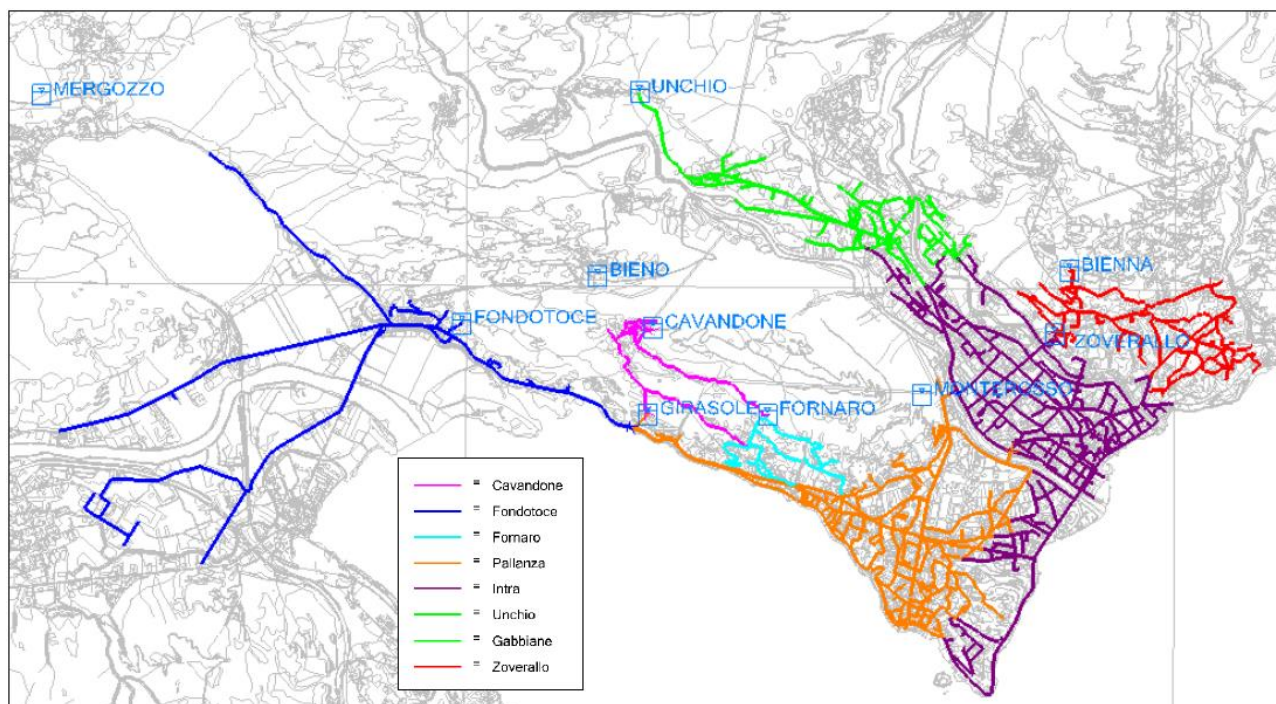 MERGOZZO
UNCHIO
BIENO
BIENNA
FONDOTOCE
CAVANDONE
ZOVERALLO
MONTEROSSO
GIRASOLE
FORNARO
= Cavandone
= Fondotoce
= Fornaro
= Pallanza
= Intra
= Unchio
= Gabbiane
= Zoverallo